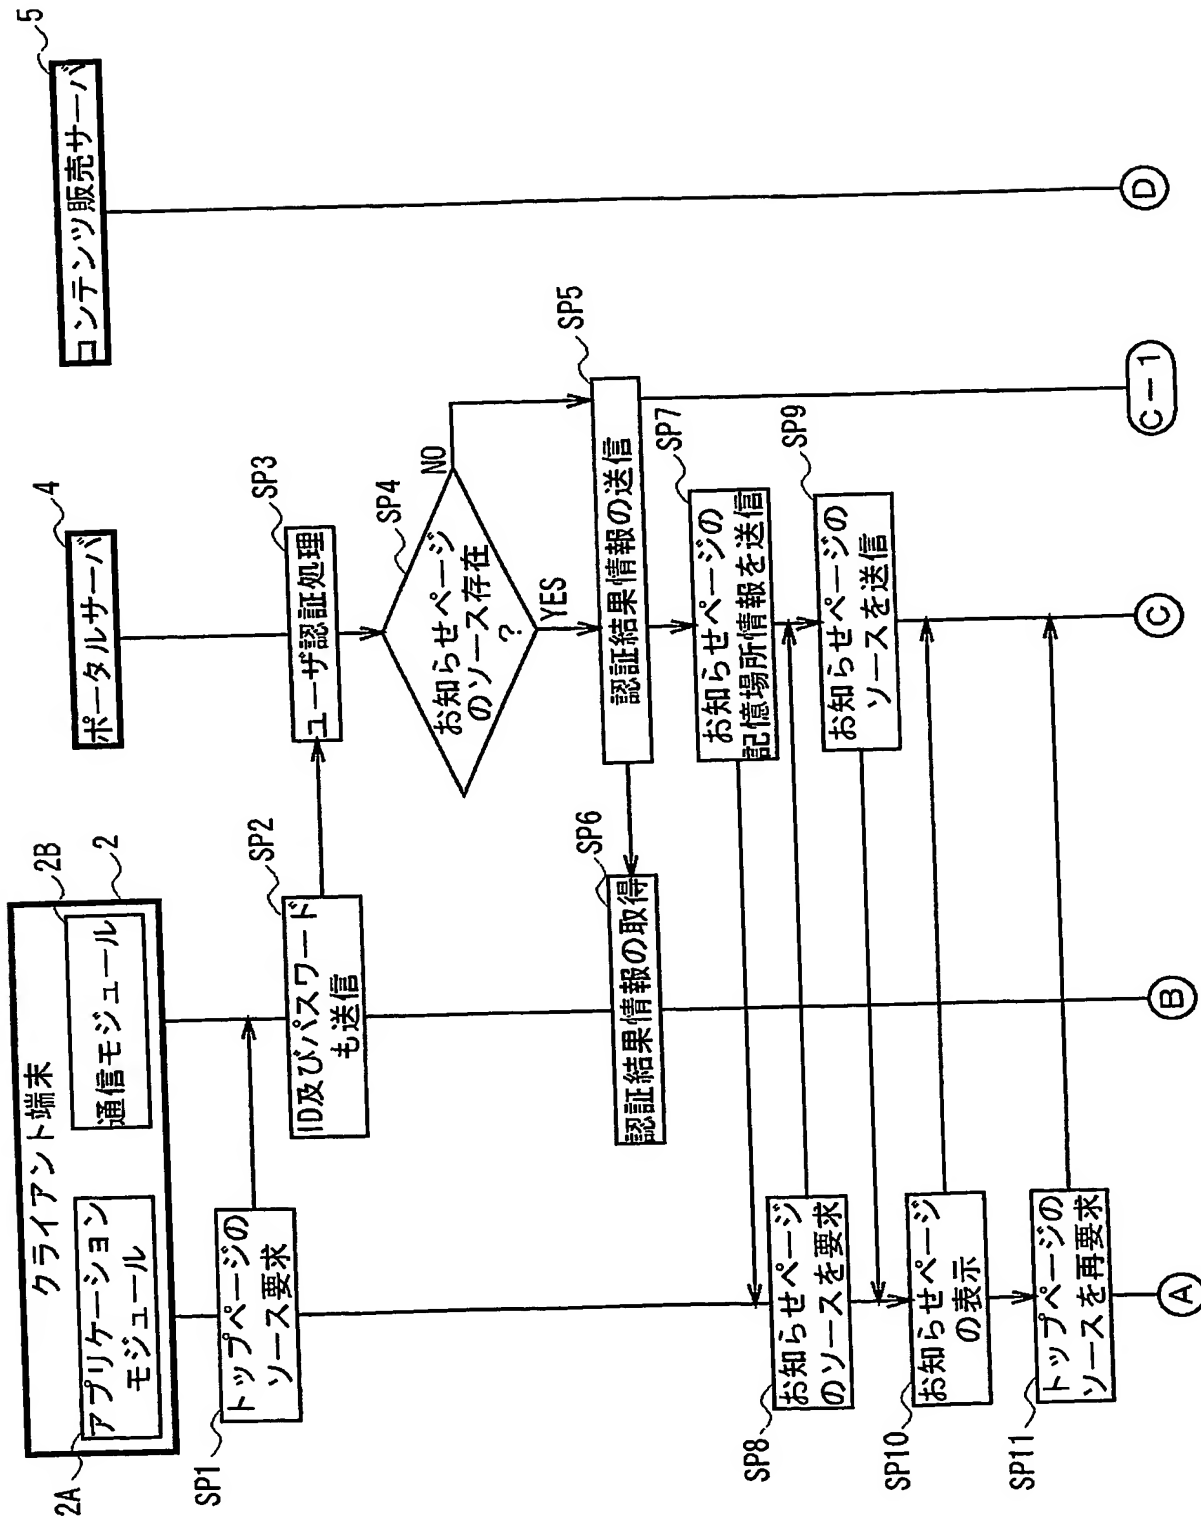 クライアント端末
2
2A
アプリケーション
モジュール
2B
通信モジュール
ポータルサーバ
4
コンテンツ販売サーバ
5
SP1
トップページの
ソース要求
SP2
ID及びパスワード
も送信
SP3
ユーザ認証処理
SP4
お知らせページ
のソース存在
?
NO
YES
SP5
認証結果情報の送信
SP6
認証結果情報の取得
SP7
お知らせページの
記憶場所情報を送信
SP8
お知らせページ
のソースを要求
SP9
お知らせページの
ソースを送信
SP10
お知らせページ
の表示
SP11
トップページの
ソースを再要求
A
B
C
C-1
D